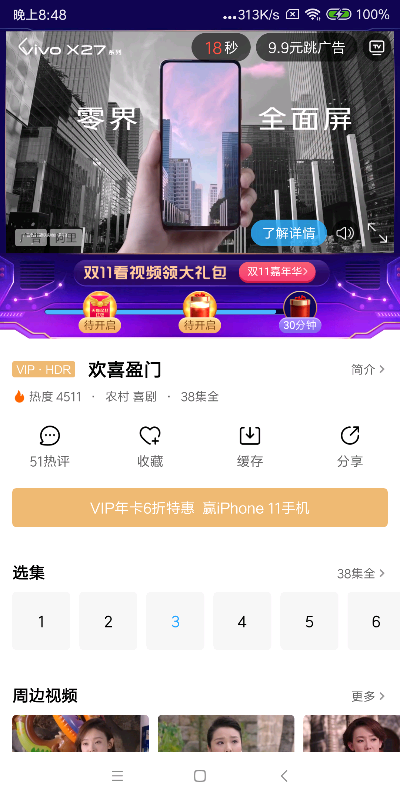 晚上8:48
...313K/s
100%
vivo X27系列
18 秒
9.9元跳广告
TV
零界
全面屏
广告
阿里
了解详情
双11看视频领大礼包
双11嘉年华>
待开启
待开启
30分钟
VIP·HDR
欢喜盈门
简介>
热度 4511 · 农村 喜剧 · 38集全
51热评
收藏
缓存
分享
VIP年卡6折特惠 赢iPhone 11手机
选集
38集全>
1
2
3
4
5
6
周边视频
更多>